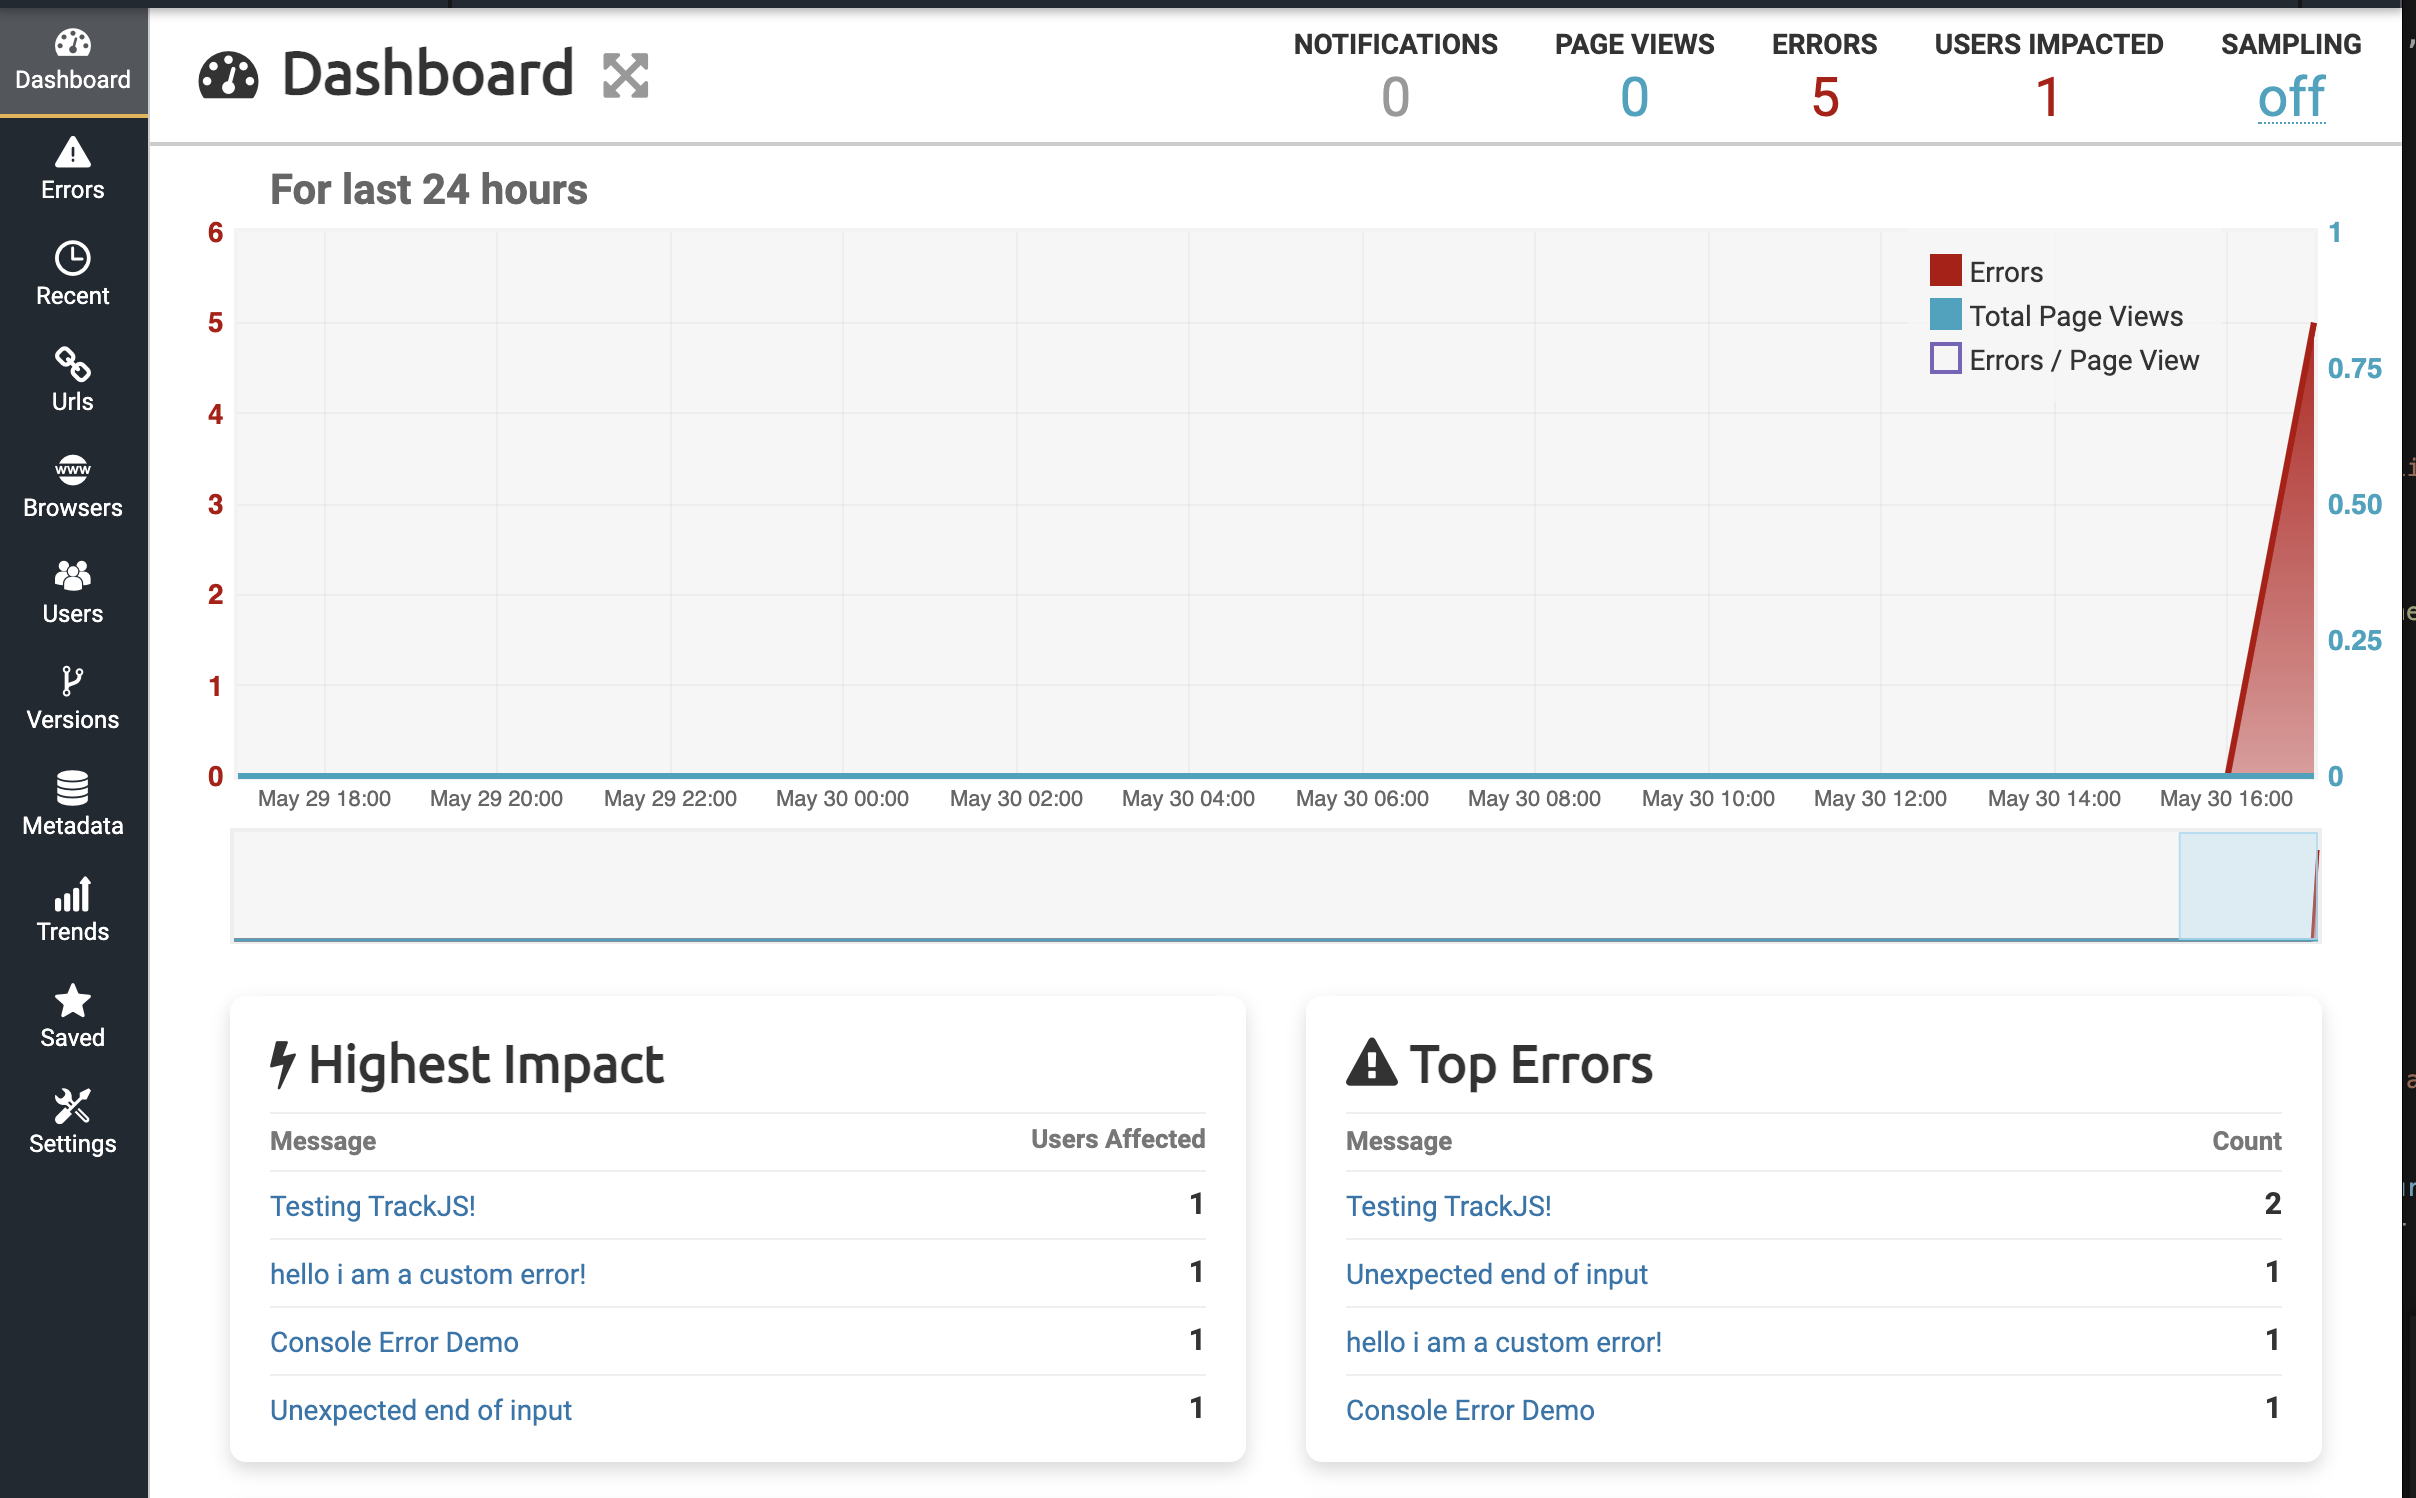 Dashboard
Errors
Recent
Urls
www
Browsers
Users
Versions
Metadata
Trends
Saved
Settings
Dashboard
NOTIFICATIONS
0
PAGE VIEWS
0
ERRORS
5
USERS IMPACTED
1
SAMPLING
off
For last 24 hours
6
5
4
3
2
1
0
1
0.75
0.50
0.25
0
Errors
Total Page Views
Errors / Page View
May 29 18:00 May 29 20:00 May 29 22:00 May 30 00:00 May 30 02:00 May 30 04:00 May 30 06:00 May 30 08:00 May 30 10:00 May 30 12:00 May 30 14:00 May 30 16:00
Highest Impact
Message Users Affected
Testing TrackJS! 1
hello i am a custom error! 1
Console Error Demo 1
Unexpected end of input 1
Top Errors
Message Count
Testing TrackJS! 2
Unexpected end of input 1
hello i am a custom error! 1
Console Error Demo 1